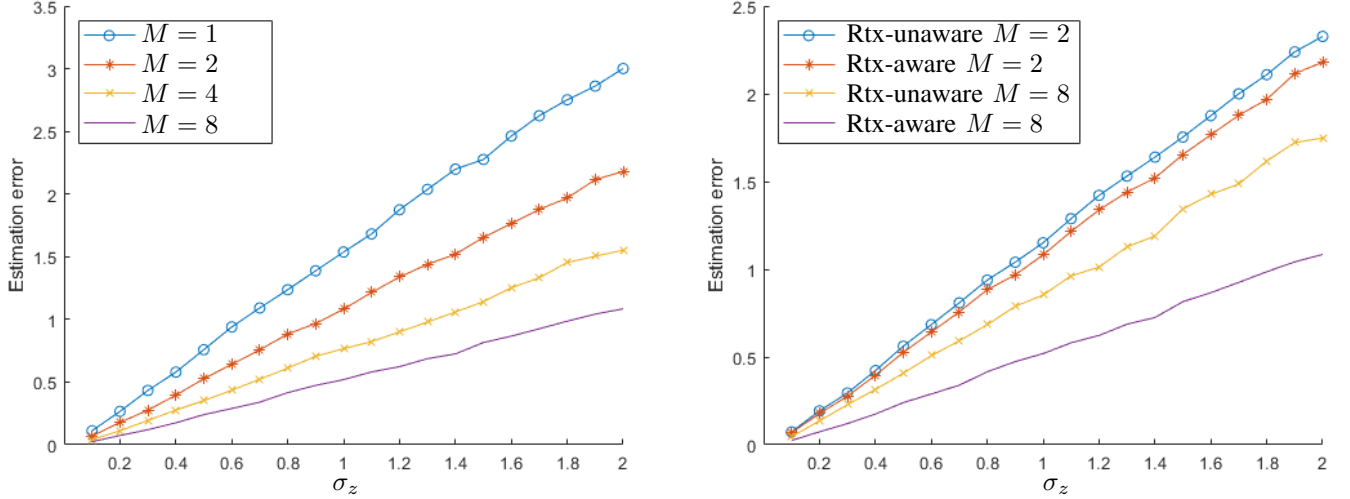 3.5
3
2.5
2
1.5
1
0.5
0
Estimation error
M = 1
M = 2
M = 4
M = 8
0.2 0.4 0.6 0.8 1 1.2 1.4 1.6 1.8 2
σz
2.5
2
1.5
1
0.5
0
Estimation error
Rtx-unaware M = 2
Rtx-aware M = 2
Rtx-unaware M = 8
Rtx-aware M = 8
0.2 0.4 0.6 0.8 1 1.2 1.4 1.6 1.8 2
σz